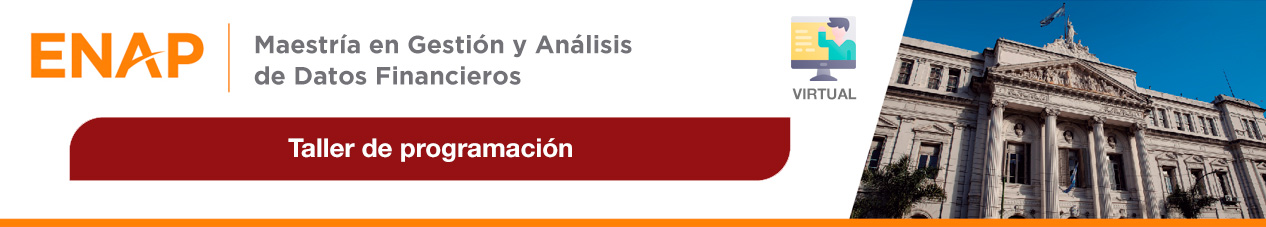 ENAP
Maestría en Gestión y Análisis
de Datos Financieros
VIRTUAL
Taller de programación